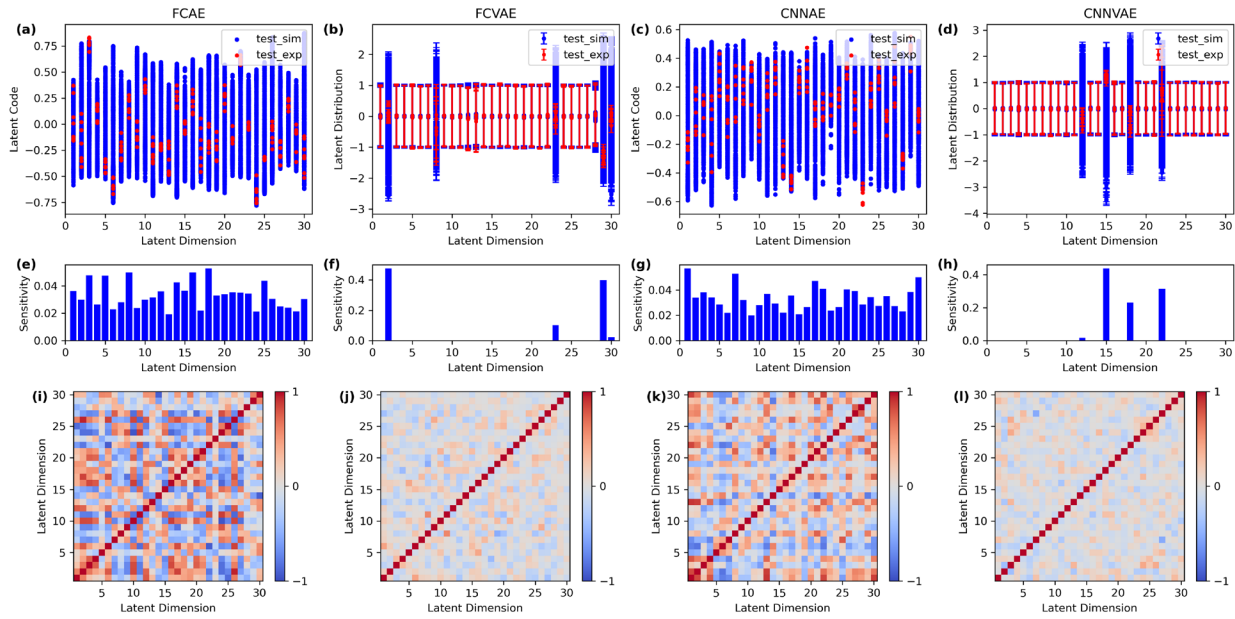 FCAE
FCVAE
CNNAE
CNNVAE
(a)
(b)
(c)
(d)
test_sim
test_exp
test_sim
test_exp
test_sim
test_exp
test_sim
test_exp
Latent Code
0.75
0.50
0.25
0.00
−0.25
−0.50
−0.75
0 5 10 15 20 25 30
Latent Dimension
Latent Distribution
2
1
0
−1
−2
−3
0 5 10 15 20 25 30
Latent Dimension
Latent Code
0.6
0.4
0.2
0.0
−0.2
−0.4
−0.6
0 5 10 15 20 25 30
Latent Dimension
Latent Distribution
3
2
1
0
−1
−2
−3
−4
0 5 10 15 20 25 30
Latent Dimension
(e)
Sensitivity
0.04
0.02
0.00
0 5 10 15 20 25 30
Latent Dimension
(f)
Sensitivity
0.4
0.2
0.0
0 5 10 15 20 25 30
Latent Dimension
(g)
Sensitivity
0.04
0.02
0.00
0 5 10 15 20 25 30
Latent Dimension
(h)
Sensitivity
0.4
0.2
0.0
0 5 10 15 20 25 30
Latent Dimension
(i)
Latent Dimension
30
25
20
15
10
5
5 10 15 20 25 30
Latent Dimension
1
0
−1
(j)
Latent Dimension
30
25
20
15
10
5
5 10 15 20 25 30
Latent Dimension
1
0
−1
(k)
Latent Dimension
30
25
20
15
10
5
5 10 15 20 25 30
Latent Dimension
1
0
−1
(l)
Latent Dimension
30
25
20
15
10
5
5 10 15 20 25 30
Latent Dimension
1
0
−1